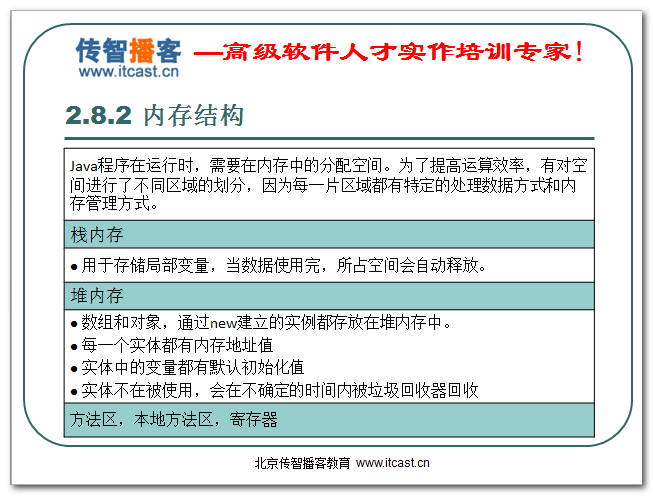 传智播客 —高级软件人才实作培训专家!
www.itcast.cn
2.8.2 内存结构
Java程序在运行时，需要在内存中的分配空间。为了提高运算效率，有对空
间进行了不同区域的划分，因为每一片区域都有特定的处理数据方式和内
存管理方式。
栈内存
●用于存储局部变量，当数据使用完，所占空间会自动释放。
堆内存
●数组和对象，通过new建立的实例都存放在堆内存中。
●每一个实体都有内存地址值
●实体中的变量都有默认初始化值
●实体不在被使用，会在不确定的时间内被垃圾回收器回收
方法区，本地方法区，寄存器
北京传智播客教育 www.itcast.cn